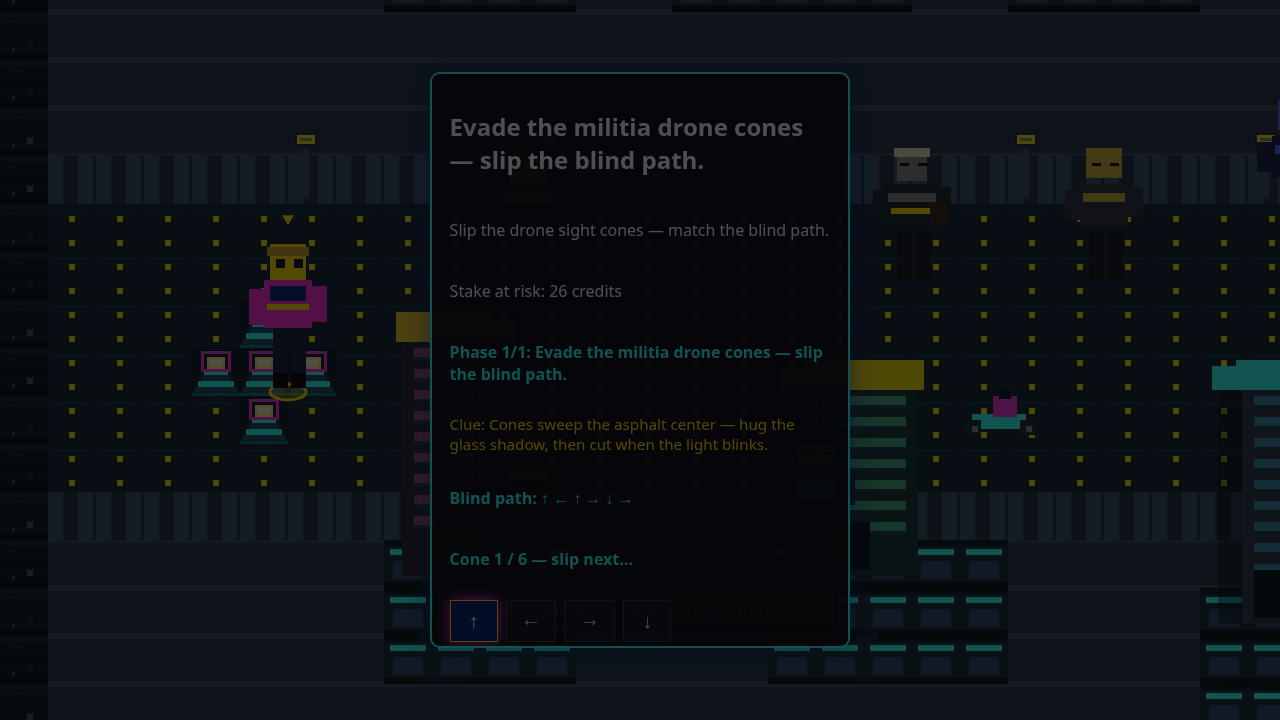 Evade the militia drone cones
— slip the blind path.
Slip the drone sight cones — match the blind path.
Stake at risk: 26 credits
Phase 1/1: Evade the militia drone cones — slip
the blind path.
Clue: Cones sweep the asphalt center — hug the
glass shadow, then cut when the light blinks.
Blind path: ↑ ← ↑ → ↓ →
Cone 1 / 6 — slip next...
↑ ← → ↓